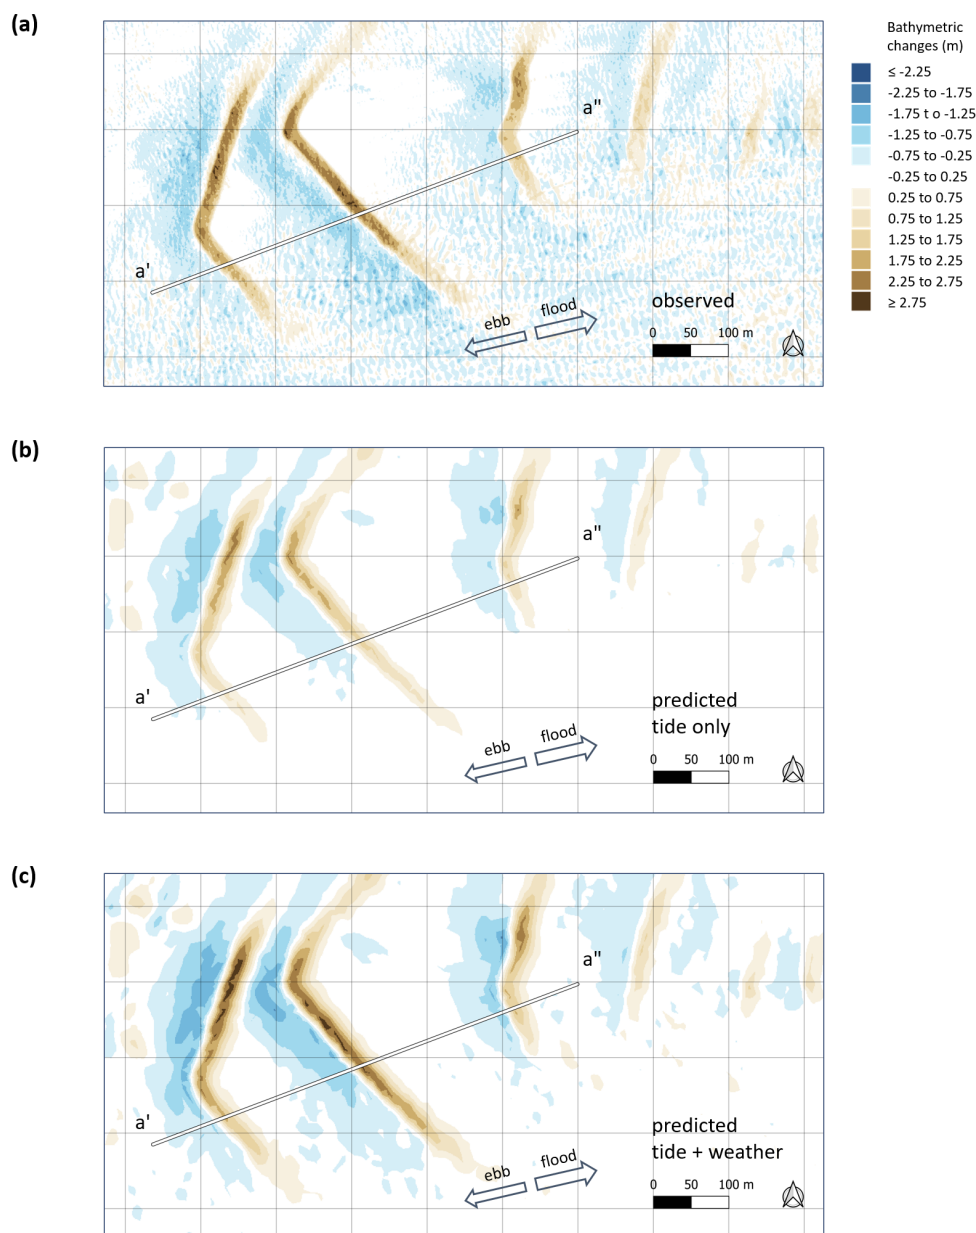 (a)
Bathymetric
changes (m)
≤ -2.25
-2.25 to -1.75
-1.75 t o -1.25
-1.25 to -0.75
-0.75 to -0.25
-0.25 to 0.25
0.25 to 0.75
0.75 to 1.25
1.25 to 1.75
1.75 to 2.25
2.25 to 2.75
≥ 2.75
a"
a'
observed
ebb
flood
0 50 100 m
(b)
a"
a'
predicted
tide only
ebb
flood
0 50 100 m
(c)
a"
a'
predicted
tide + weather
ebb
flood
0 50 100 m